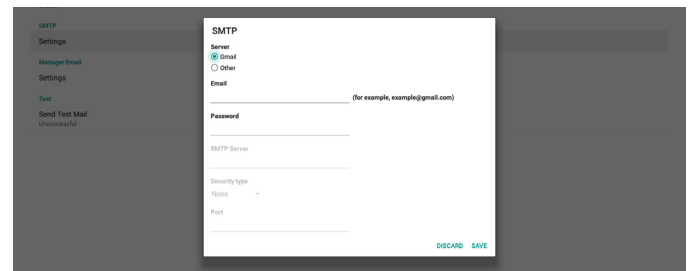 SMTP
Settings
Manager Email
Settings
Test
Send Test Mail
Unsuccessful
SMTP
Server
Gmail
Other
Email
(for example, example@gmail.com)
Password
SMTP Server
Security type
None
Port
DISCARD SAVE